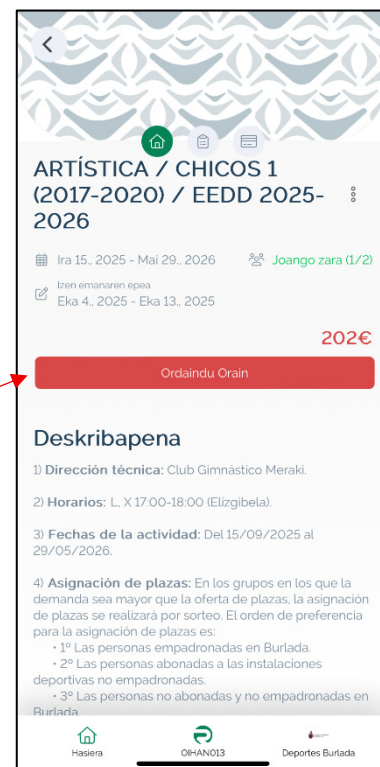 ARTÍSTICA / CHICOS 1
(2017-2020) / EEDD 2025-
2026
Ira 15., 2025 - Mai 29., 2026
Joango zara (1/2)
Izen emanaren epea
Eka 4., 2025 - Eka 13., 2025
202€
Ordaindu Orain
Deskribapena
1) Dirección técnica: Club Gimnástico Meraki.
2) Horarios: L, X 17:00-18:00 (Elizgibela).
3) Fechas de la actividad: Del 15/09/2025 al
29/05/2026.
4) Asignación de plazas: En los grupos en los que la
demanda sea mayor que la oferta de plazas, la asignación
de plazas se realizará por sorteo. El orden de preferencia
para la asignación de plazas es:
• 1º Las personas empadronadas en Burlada.
• 2º Las personas abonadas a las instalaciones
deportivas no empadronadas.
• 3º Las personas no abonadas y no empadronadas en
Burlada
Hasiera
OIHAN013
Deportes Burlada